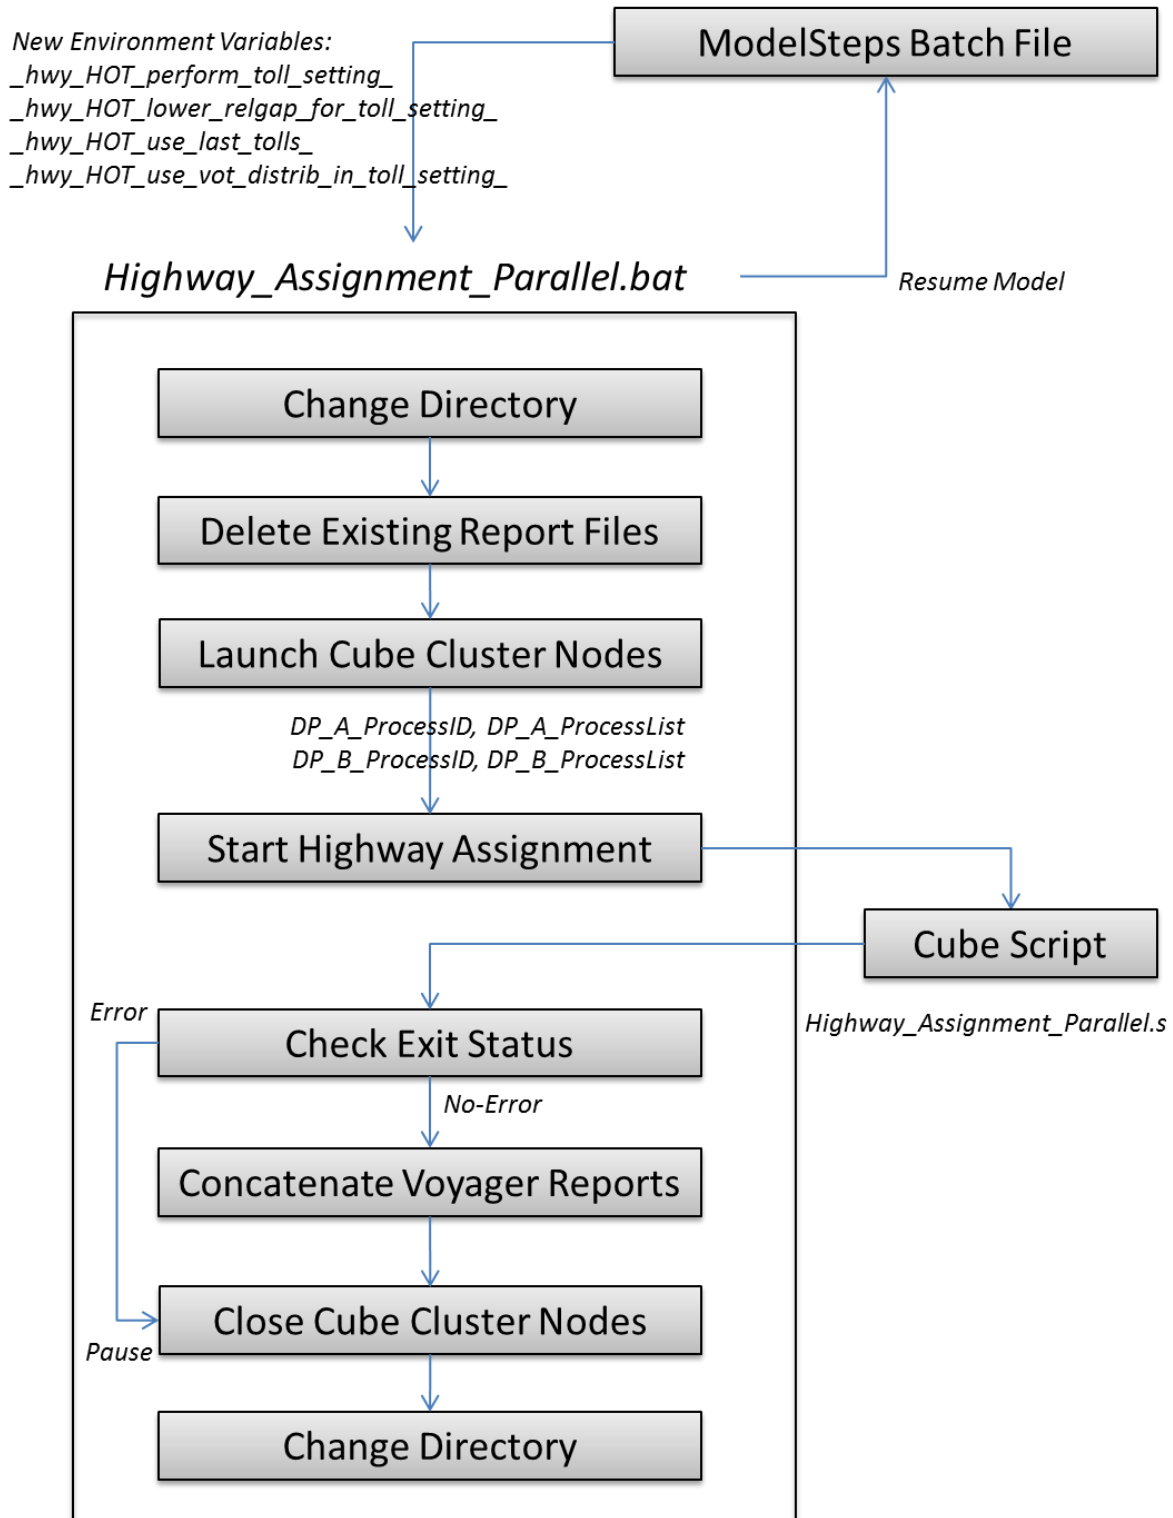 ModelSteps Batch File
New Environment Variables:
_hwy_HOT_perform_toll_setting_
_hwy_HOT_lower_relgap_for_toll_setting_
_hwy_HOT_use_last_tolls_
_hwy_HOT_use_vot_distrib_in_toll_setting_
Highway_Assignment_Parallel.bat
Resume Model
Change Directory
Delete Existing Report Files
Launch Cube Cluster Nodes
DP_A_ProcessID, DP_A_ProcessList
DP_B_ProcessID, DP_B_ProcessList
Start Highway Assignment
Cube Script
Highway_Assignment_Parallel.s
Error
Check Exit Status
No-Error
Concatenate Voyager Reports
Close Cube Cluster Nodes
Pause
Change Directory